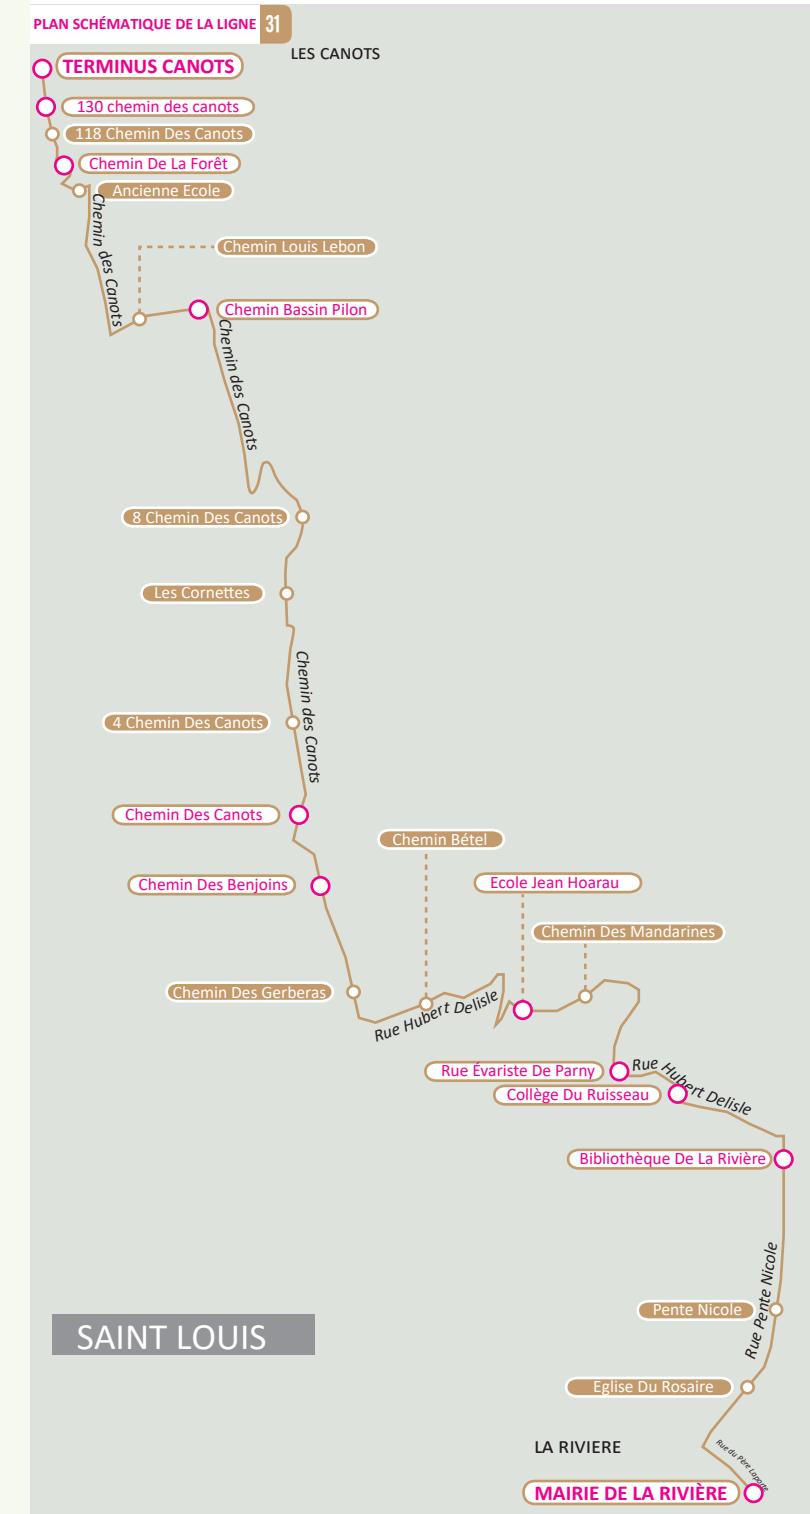 PLAN SCHÉMATIQUE DE LA LIGNE 31
LES CANOTS
TERMINUS CANOTS
130 chemin des canots
118 Chemin Des Canots
Chemin De La Forêt
Ancienne Ecole
Chemin des Canots
Chemin Louis Lebon
Chemin Bassin Pilon
Chemin des Canots
8 Chemin Des Canots
Les Cornettes
Chemin des Canots
4 Chemin Des Canots
Chemin Des Canots
Chemin Bétel
Chemin Des Benjoins
Ecole Jean Hoarau
Chemin Des Mandarines
Chemin Des Gerberas
Rue Hubert Delisle
Rue Évariste De Parny
Rue Hubert Delisle
Collège Du Ruisseau
Bibliothèque De La Rivière
Rue Pente Nicole
Pente Nicole
SAINT LOUIS
Eglise Du Rosaire
LA RIVIERE
Rue du Père Laporte
MAIRIE DE LA RIVIÈRE